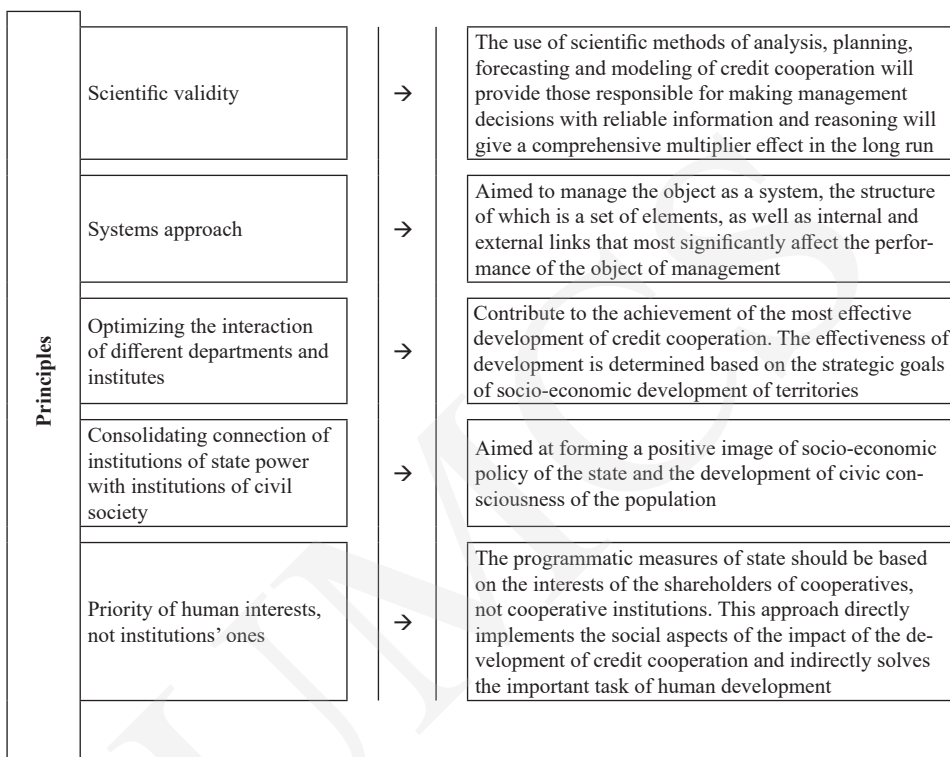 Principles
Scientific validity
→
The use of scientific methods of analysis, planning,
forecasting and modeling of credit cooperation will
provide those responsible for making management
decisions with reliable information and reasoning will
give a comprehensive multiplier effect in the long run
Systems approach
→
Aimed to manage the object as a system, the structure
of which is a set of elements, as well as internal and
external links that most significantly affect the perfor-
mance of the object of management
Optimizing the interaction
of different departments and
institutes
→
Contribute to the achievement of the most effective
development of credit cooperation. The effectiveness of
development is determined based on the strategic goals
of socio-economic development of territories
Consolidating connection of
institutions of state power
with institutions of civil
society
→
Aimed at forming a positive image of socio-economic
policy of the state and the development of civic con-
sciousness of the population
Priority of human interests,
not institutions’ ones
→
The programmatic measures of state should be based
on the interests of the shareholders of cooperatives,
not cooperative institutions. This approach directly
implements the social aspects of the impact of the de-
velopment of credit cooperation and indirectly solves
the important task of human development
UMCS